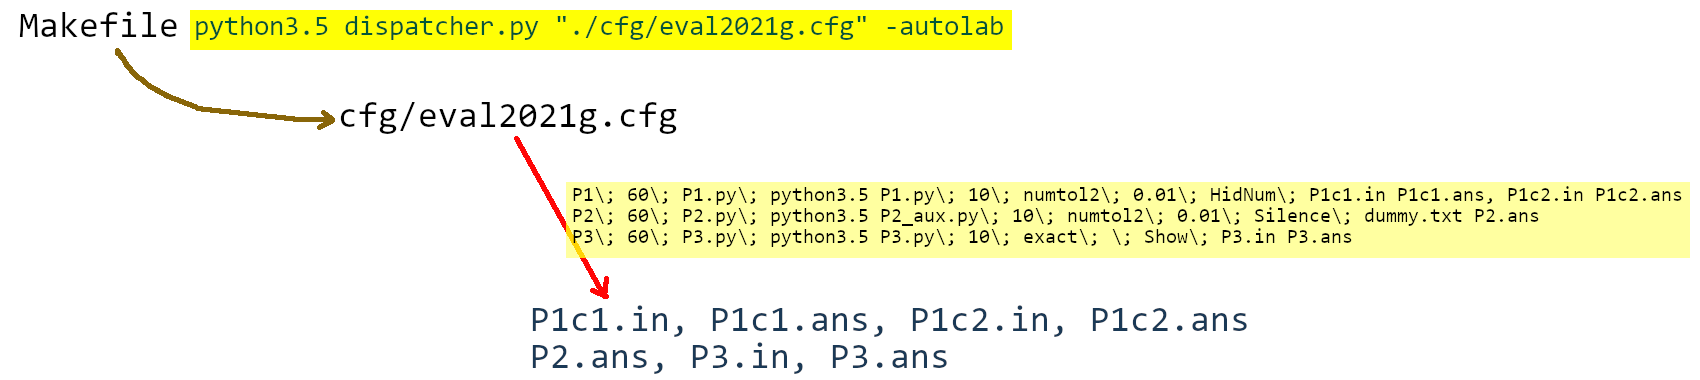 Makefile python3.5 dispatcher.py "./cfg/eval2021g.cfg" -autolab
cfg/eval2021g.cfg
P1\; 60\; P1.py\; python3.5 P1.py\; 10\; numtol2\; 0.01\; HidNum\; P1c1.in P1c1.ans, P1c2.in P1c2.ans
P2\; 60\; P2.py\; python3.5 P2_aux.py\; 10\; numtol2\; 0.01\; Silence\; dummy.txt P2.ans
P3\; 60\; P3.py\; python3.5 P3.py\; 10\; exact\; \; Show\; P3.in P3.ans
P1c1.in, P1c1.ans, P1c2.in, P1c2.ans
P2.ans, P3.in, P3.ans